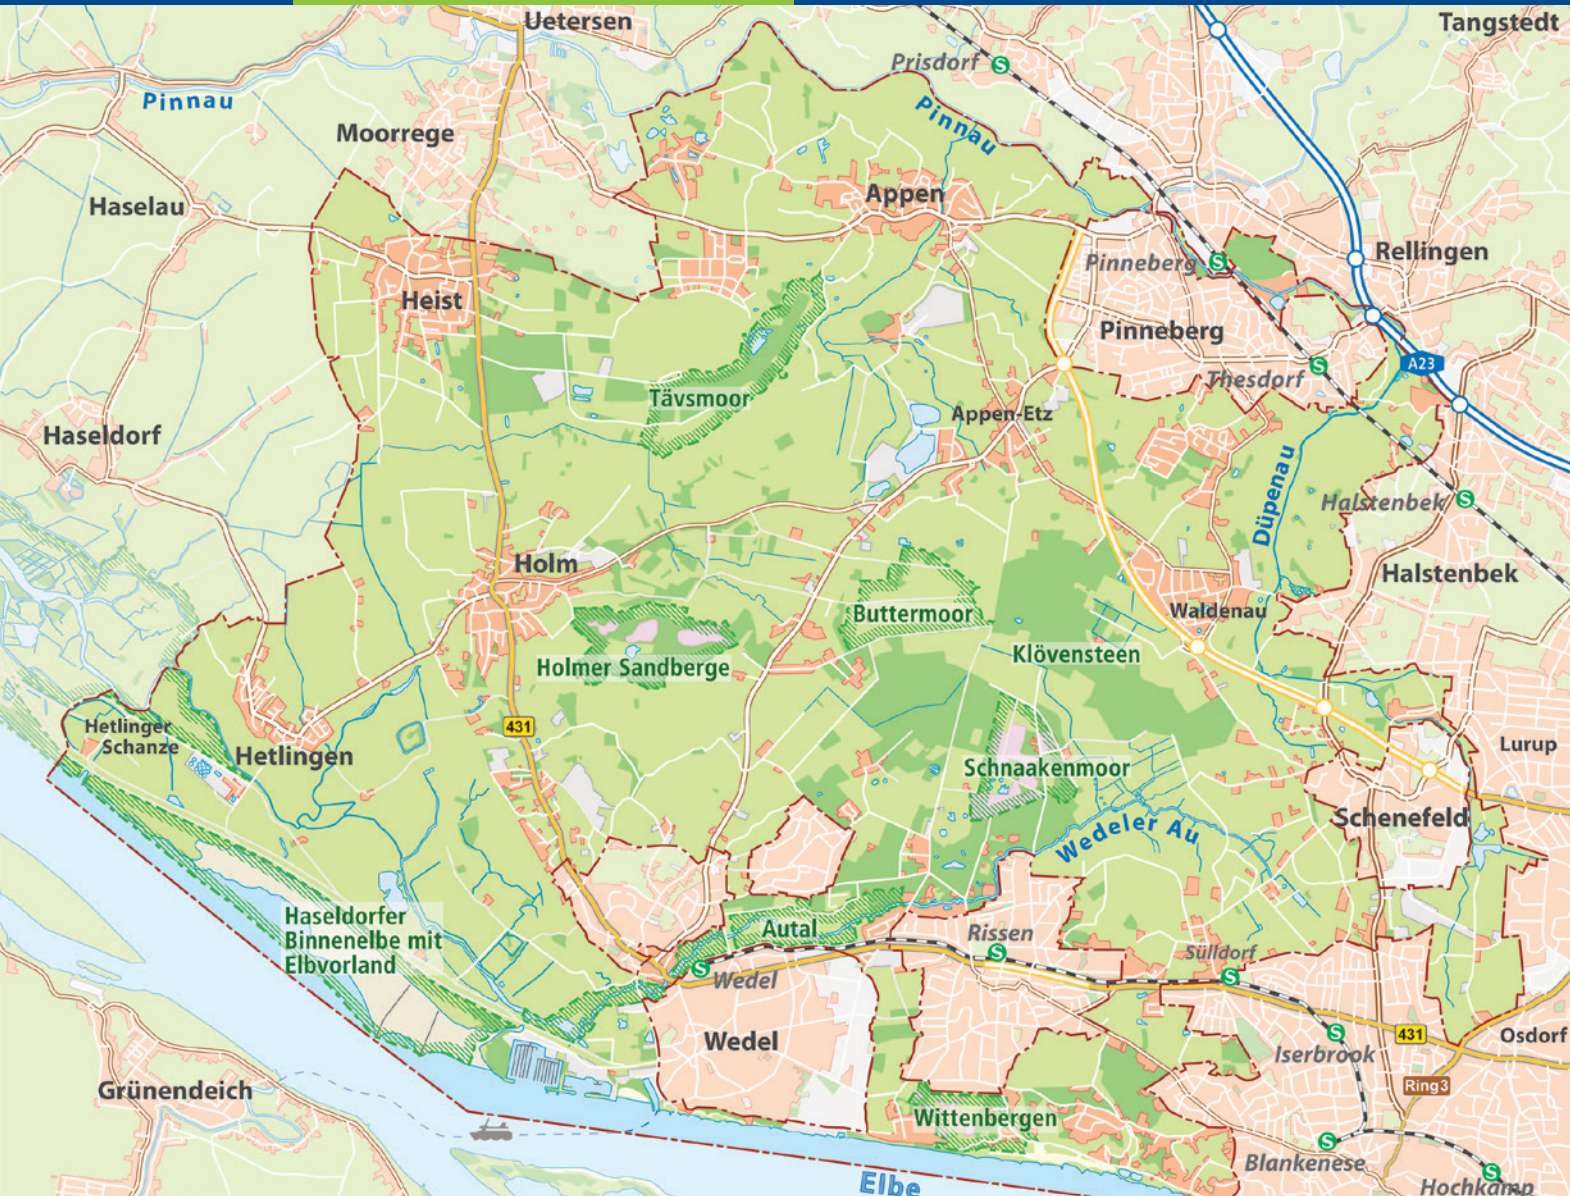 Uetersen
Tangstedt
Prisdorf
S
Pinnau
Pinnau
Moorrege
Appen
Haselau
Rellingen
Pinneberg
S
Heist
Pinneberg
A23
Thesdorf
S
Tävsmoor
Appen-Etz
Haseldorf
Düpenau
Halstenbek
S
Holm
Halstenbek
Buttermoor
Waldenau
Klövensteen
Holmer Sandberge
431
Hetlinger
Schanze
Hetlingen
Lurup
Schnaakenmoor
Schenefeld
Wedeler Au
Haseldorfer
Binnenelbe mit
Elbvorland
Autal
Rissen
S
Sülldorf
S
S
Wedel
Wedel
S
Iserbrook
431
Osdorf
Grünendeich
Ring3
Wittenbergen
S
Blankenese
S
Elbe
Hochkamp